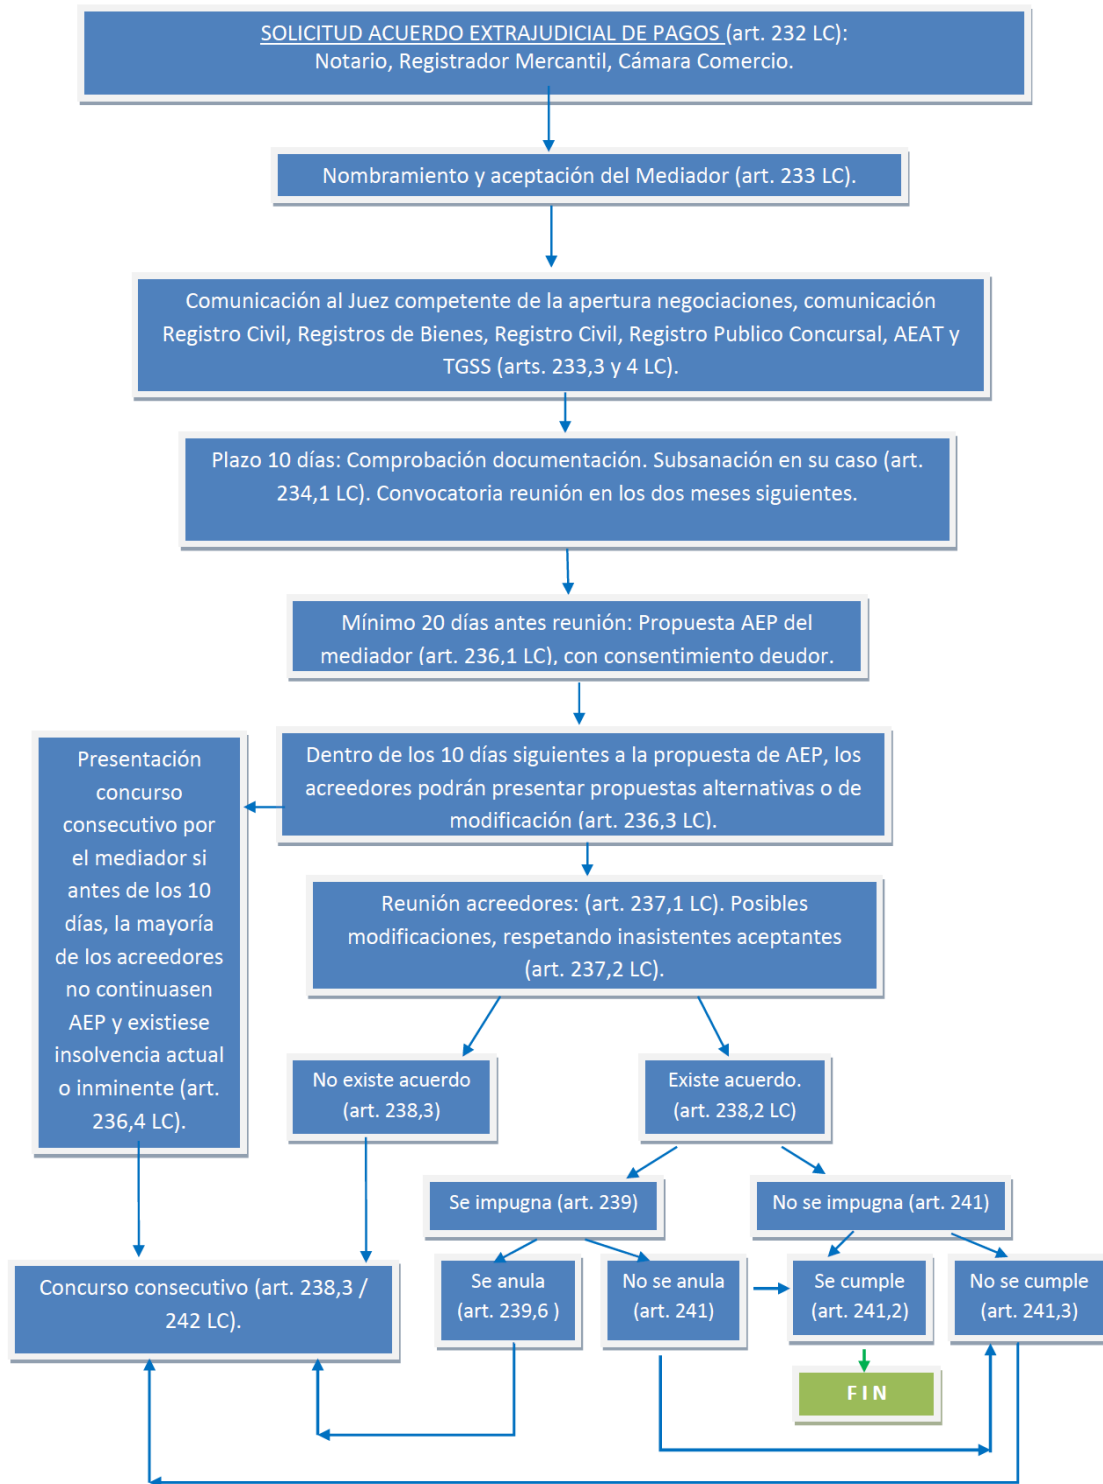 SOLICITUD ACUERDO EXTRAJUDICIAL DE PAGOS (art. 232 LC):
Notario, Registrador Mercantil, Cámara Comercio.
Nombramiento y aceptación del Mediador (art. 233 LC).
Comunicación al Juez competente de la apertura negociaciones, comunicación
Registro Civil, Registros de Bienes, Registro Civil, Registro Publico Concursal, AEAT y
TGSS (arts. 233,3 y 4 LC).
Plazo 10 días: Comprobación documentación. Subsanación en su caso (art.
234,1 LC). Convocatoria reunión en los dos meses siguientes.
Mínimo 20 días antes reunión: Propuesta AEP del
mediador (art. 236,1 LC), con consentimiento deudor.
Dentro de los 10 días siguientes a la propuesta de AEP, los
acreedores podrán presentar propuestas alternativas o de
modificación (art. 236,3 LC).
Presentación
concurso
consecutivo por
el mediador si
antes de los 10
días, la mayoría
de los acreedores
no continuasen
AEP y existiese
insolvencia actual
o inminente (art.
236,4 LC).
Reunión acreedores: (art. 237,1 LC). Posibles
modificaciones, respetando inasistentes aceptantes
(art. 237,2 LC).
No existe acuerdo
(art. 238,3)
Existe acuerdo.
(art. 238,2 LC)
Se impugna (art. 239)
No se impugna (art. 241)
Concurso consecutivo (art. 238,3 /
242 LC).
Se anula
(art. 239,6 )
No se anula
(art. 241)
Se cumple
(art. 241,2)
No se cumple
(art. 241,3)
F I N